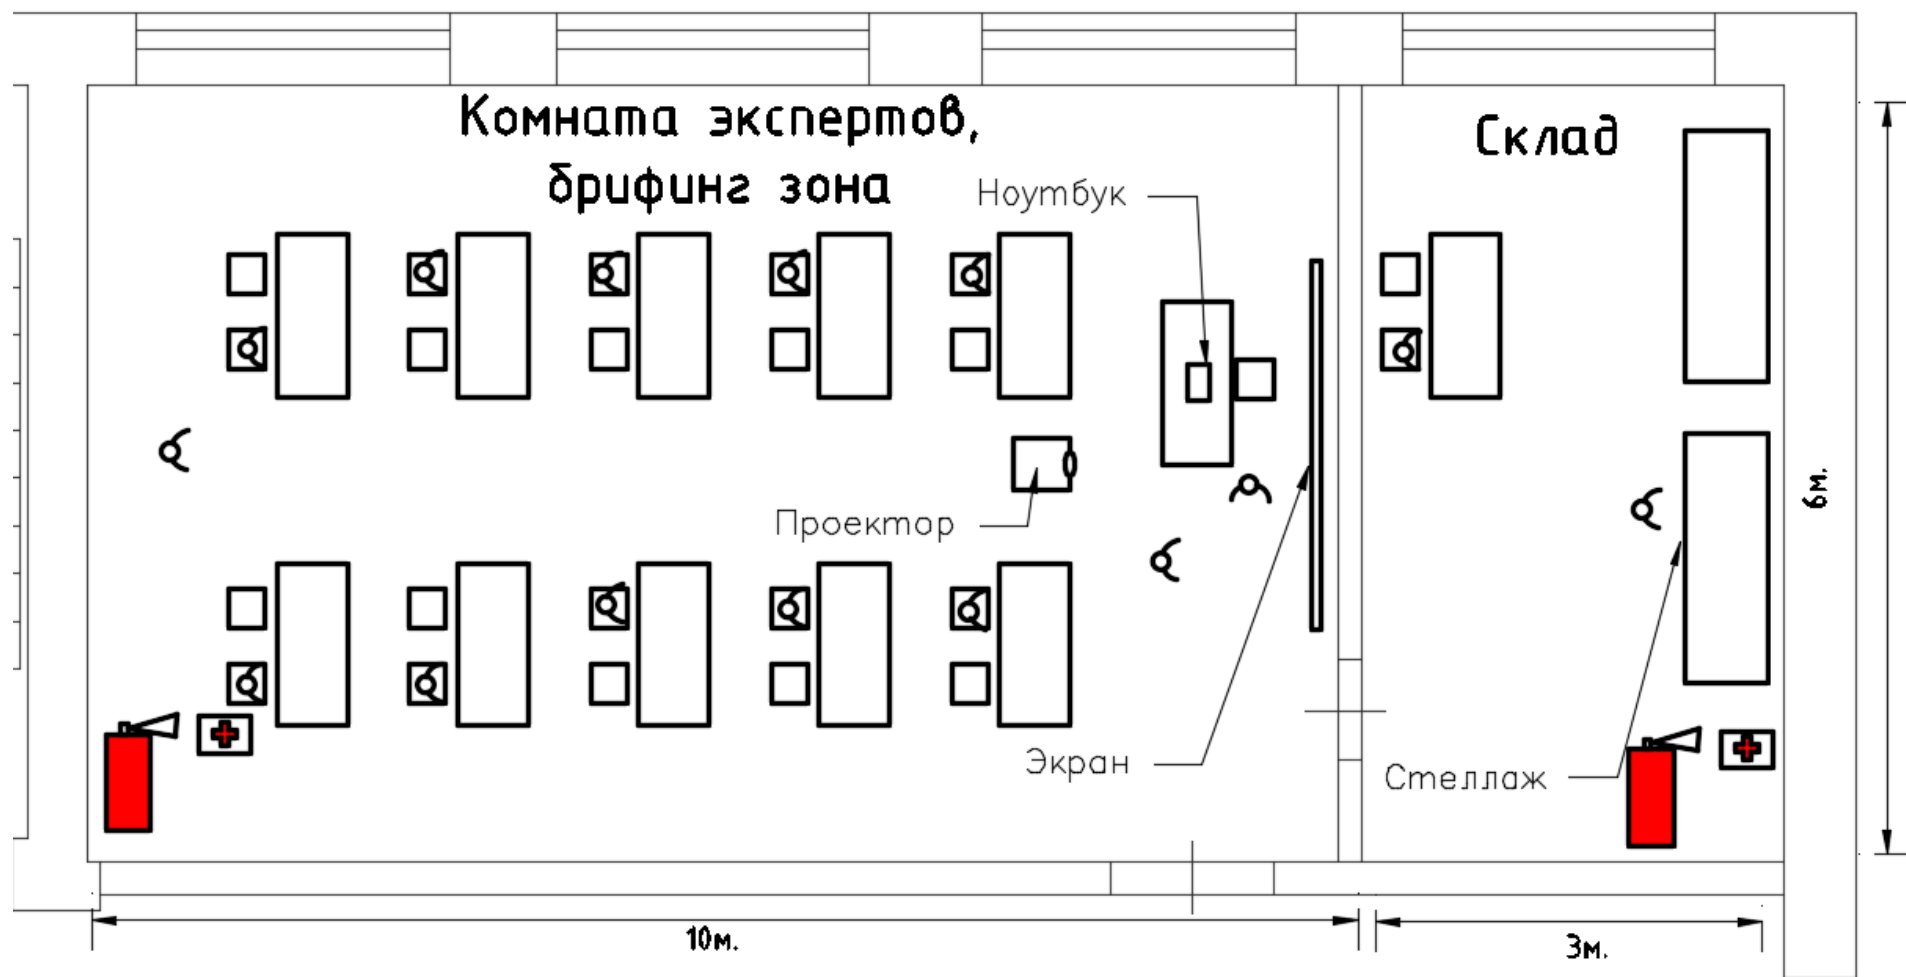 Комната экспертов,
брифинг зона
Склад
Ноутбук
Проектор
Экран
Стеллаж
6м.
10м.
3м.